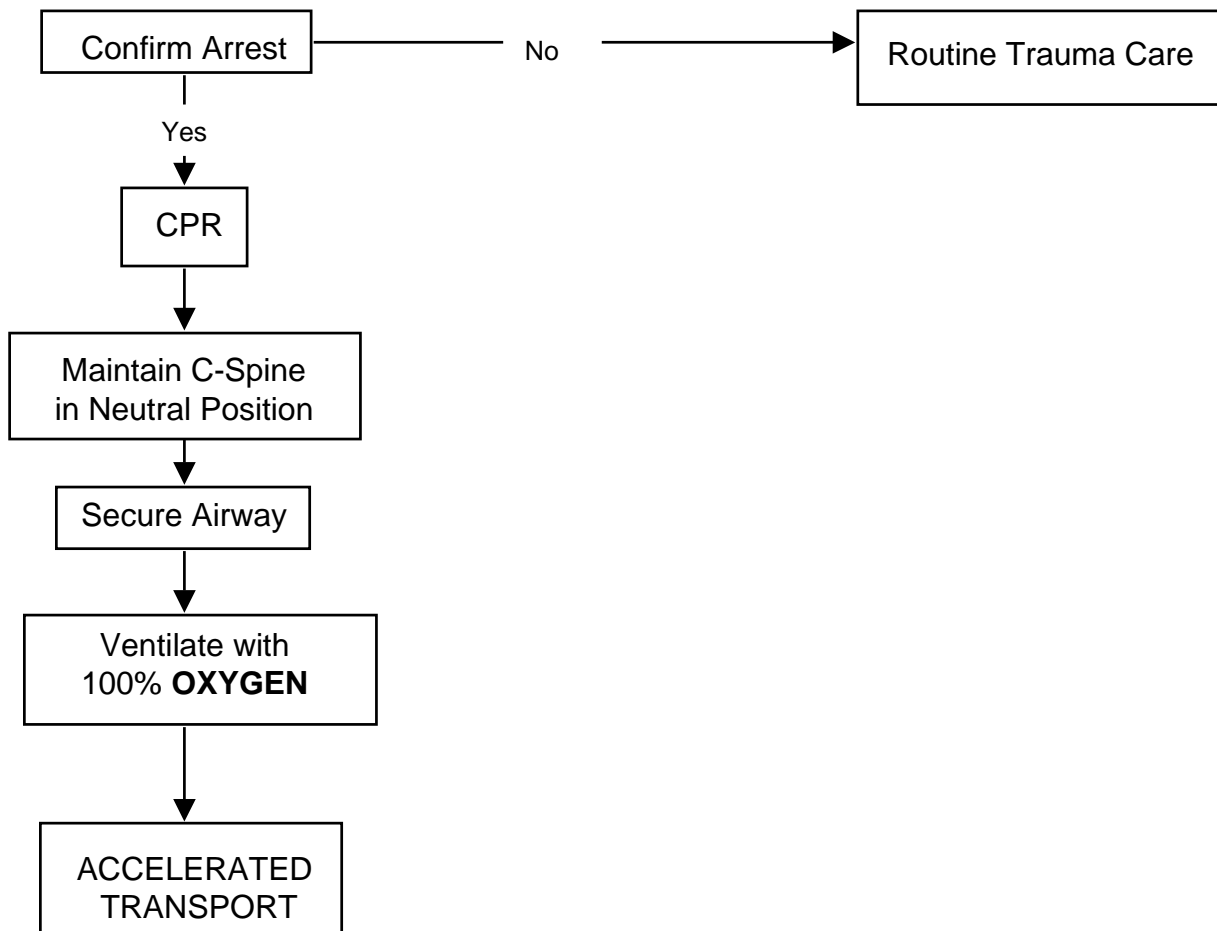 Confirm Arrest
No
Routine Trauma Care
Yes
CPR
Maintain C-Spine
in Neutral Position
Secure Airway
Ventilate with
100% OXYGEN
ACCELERATED
TRANSPORT